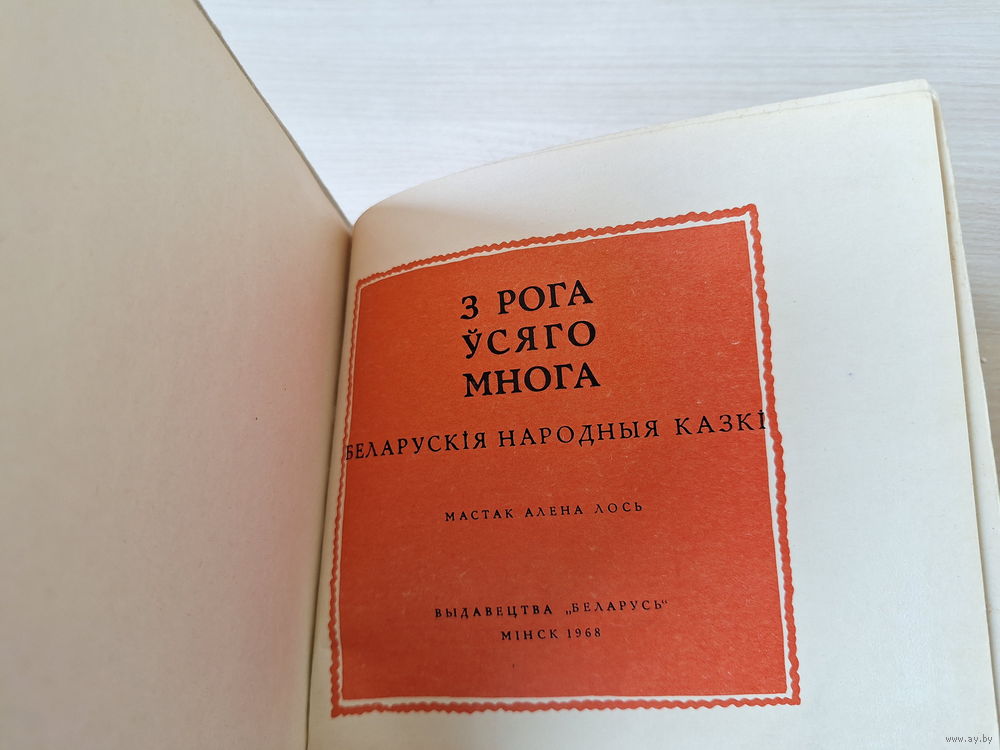 З РОГА
ЎСЯГО
МНОГА
БЕЛАРУСКІЯ НАРОДНЫЯ КАЗКІ
МАСТАК АЛЕНА ЛОСЬ
ВЫДАВЕЦТВА „БЕЛАРУСЬ“
МІНСК 1968
www.ay.by